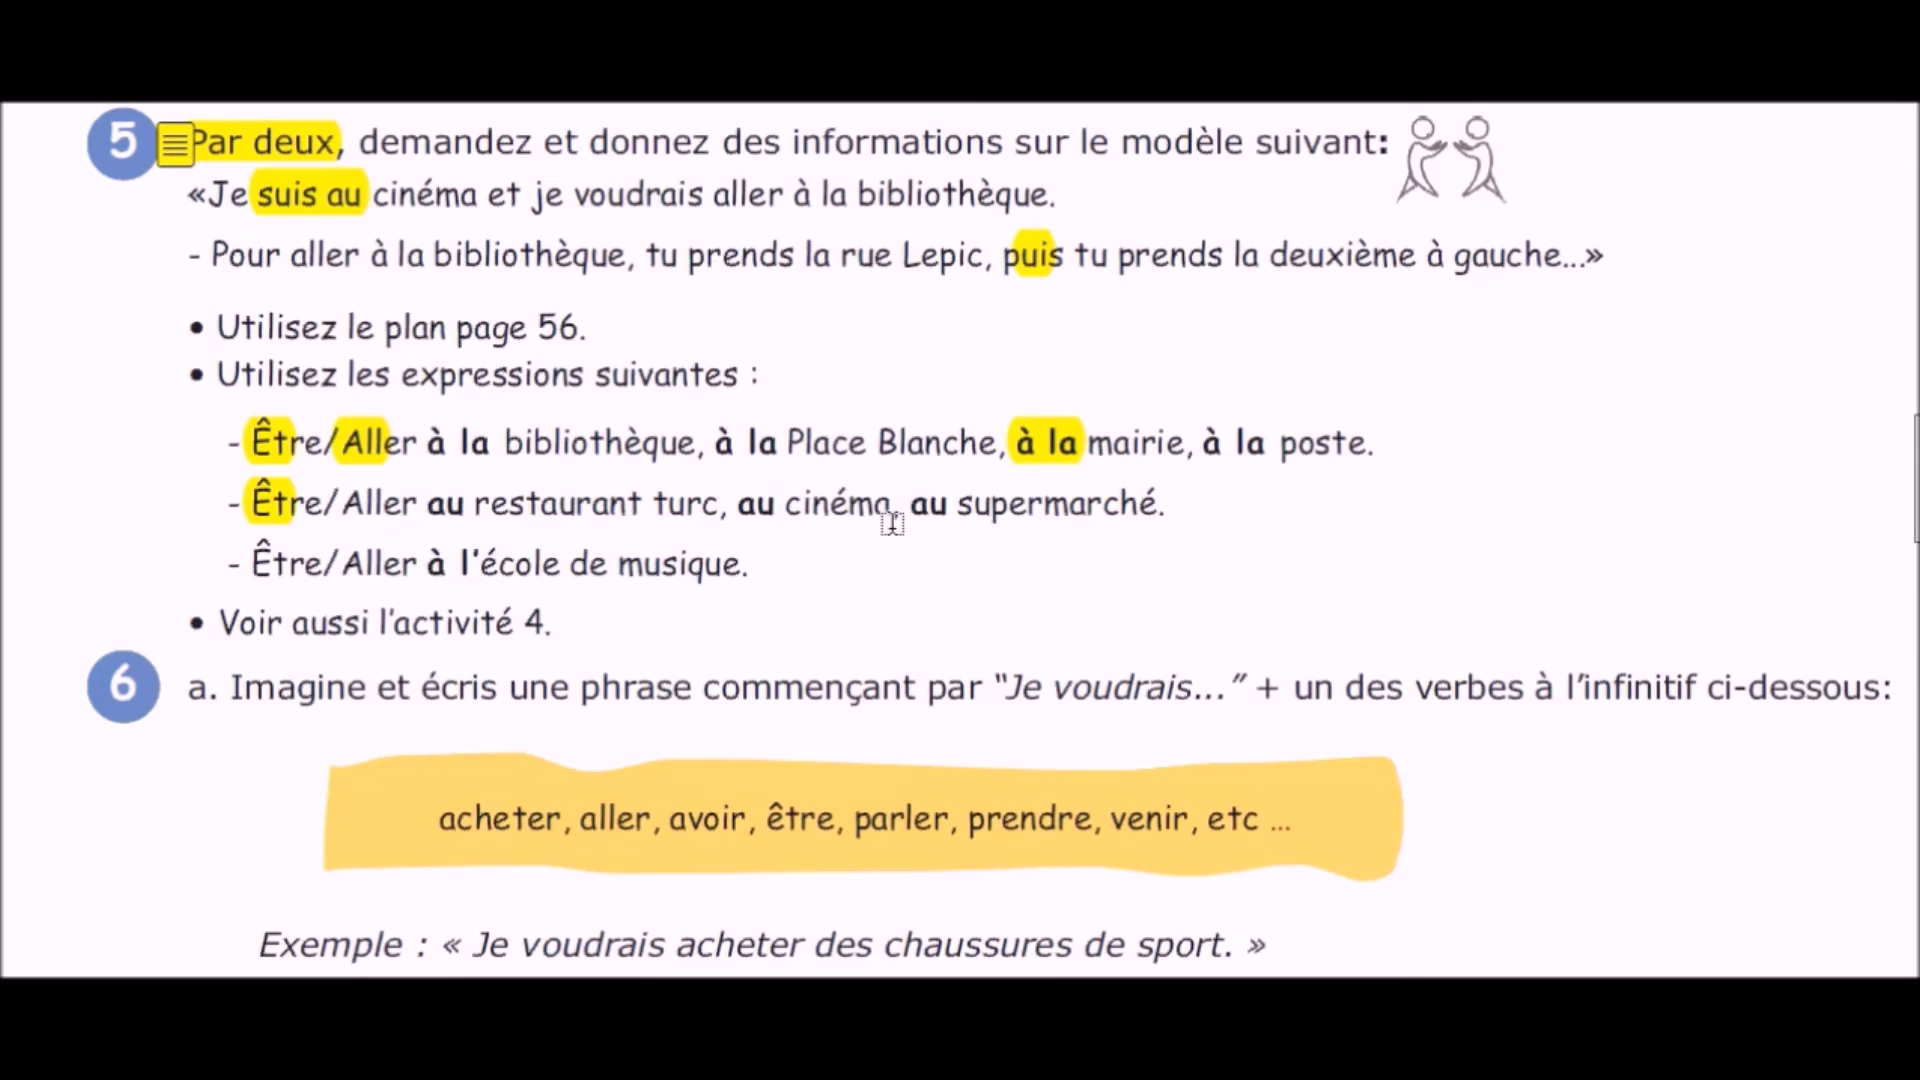 5 Par deux, demandez et donnez des informations sur le modèle suivant:
«Je suis au cinéma et je voudrais aller à la bibliothèque.
- Pour aller à la bibliothèque, tu prends la rue Lepic, puis tu prends la deuxième à gauche...»
• Utilisez le plan page 56.
• Utilisez les expressions suivantes :
- Être/Aller à la bibliothèque, à la Place Blanche, à la mairie, à la poste.
- Être/Aller au restaurant turc, au cinéma, au supermarché.
- Être/Aller à l'école de musique.
• Voir aussi l'activité 4.
6 a. Imagine et écris une phrase commençant par "Je voudrais..." + un des verbes à l'infinitif ci-dessous:
acheter, aller, avoir, être, parler, prendre, venir, etc ...
Exemple : « Je voudrais acheter des chaussures de sport. »